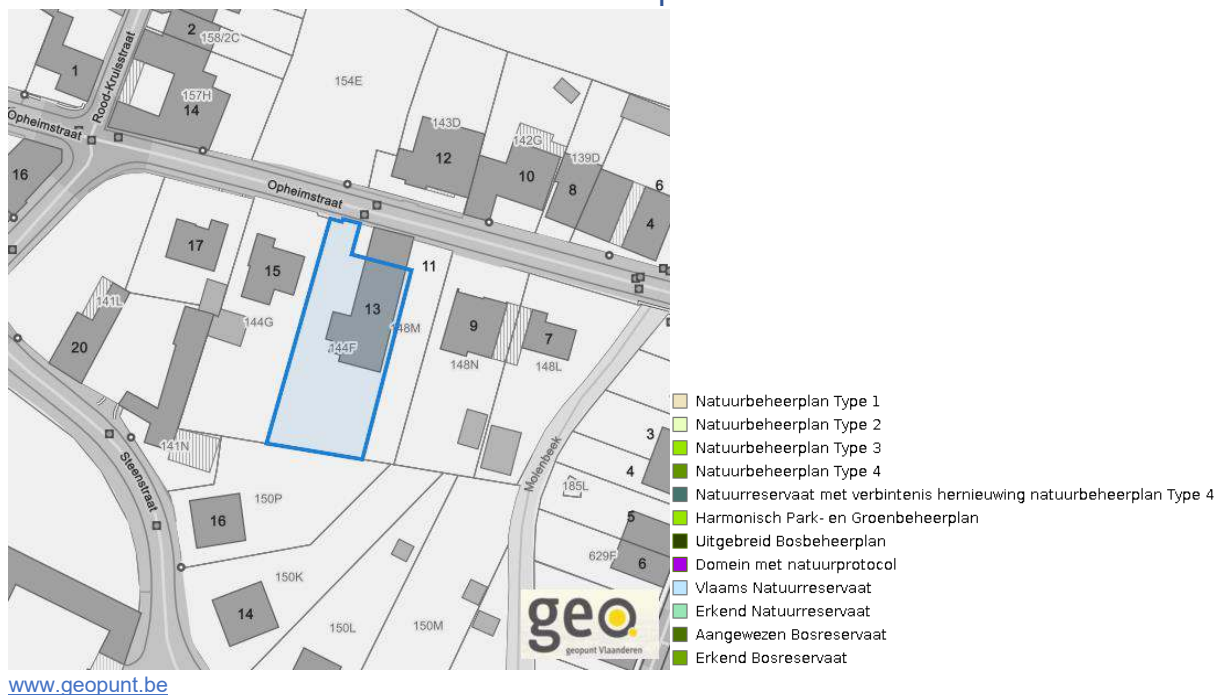 2
158/2C
1
Rood-Kruisstraat
157H
14
154E
Opheimstraat
16
143D
12
142G
10
139D
8
6
4
Opheimstraat
17
15
11
13
148M
9
7
148N
148L
141L
20
144G
144F
141N
Steenstraat
150P
16
Molenbeek
3
4
185L
5
629F
6
150K
14
150L
150M
geo.
geopunt Vlaanderen
Natuurbeheerplan Type 1
Natuurbeheerplan Type 2
Natuurbeheerplan Type 3
Natuurbeheerplan Type 4
Natuurreservaat met verbintenis hernieuwing natuurbeheerplan Type 4
Harmonisch Park- en Groenbeheerplan
Uitgebreid Bosbeheerplan
Domein met natuurprotocol
Vlaams Natuurreservaat
Erkend Natuurreservaat
Aangewezen Bosreservaat
Erkend Bosreservaat
www.geopunt.be